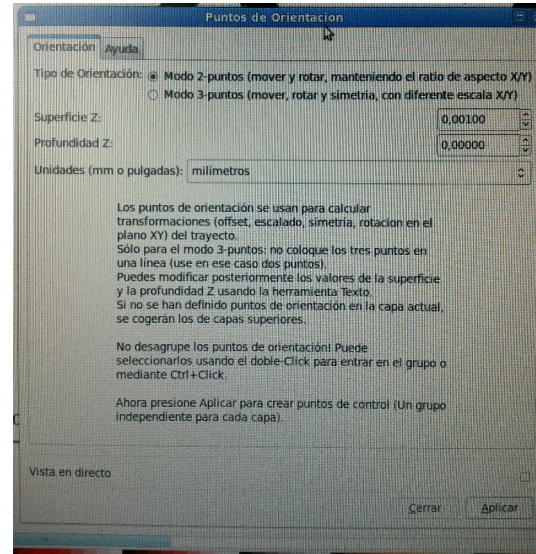 Puntos de Orientacion
Orientación Ayuda
Tipo de Orientación: Modo 2-puntos (mover y rotar, manteniendo el ratio de aspecto X/Y)
Modo 3-puntos (mover, rotar y simetria, con diferente escala X/Y)
Superficie Z: 0,00100
Profundidad Z: 0,00000
Unidades (mm o pulgadas): milímetros
Los puntos de orientación se usan para calcular
transformaciones (offset, escalado, simetria, rotacion en el
plano XY) del trayecto.
Sólo para el modo 3-puntos: no coloque los tres puntos en
una línea (use en ese caso dos puntos).
Puedes modificar posteriormente los valores de la superficie
y la profundidad Z usando la herramienta Texto.
Si no se han definido puntos de orientación en la capa actual,
se cogerán los de capas superiores.
No desagrupe los puntos de orientación! Puede
seleccionarlos usando el doble-Click para entrar en el grupo o
mediante Ctrl+Click.
Ahora presione Aplicar para crear puntos de control (Un grupo
independiente para cada capa).
Vista en directo
Cerrar Aplicar